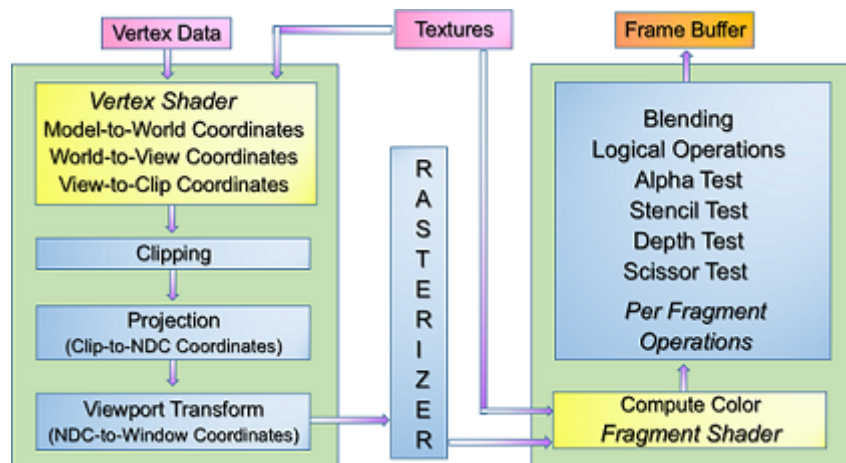 Vertex Data
Textures
Frame Buffer
Vertex Shader
Model-to-World Coordinates
World-to-View Coordinates
View-to-Clip Coordinates
Clipping
Projection
(Clip-to-NDC Coordinates)
Viewport Transform
(NDC-to-Window Coordinates)
R
A
S
T
E
R
I
Z
E
R
Blending
Logical Operations
Alpha Test
Stencil Test
Depth Test
Scissor Test
Per Fragment
Operations
Compute Color
Fragment Shader